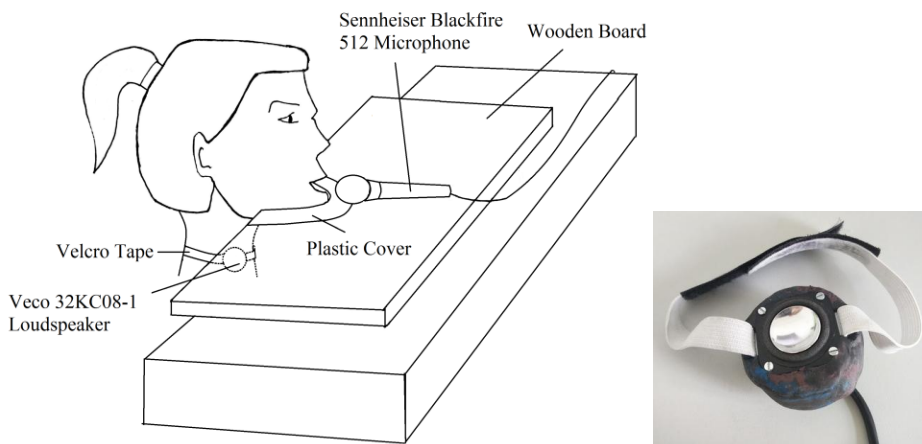 Sennheiser Blackfire
512 Microphone
Wooden Board
Velcro Tape
Plastic Cover
Veco 32KC08-1
Loudspeaker